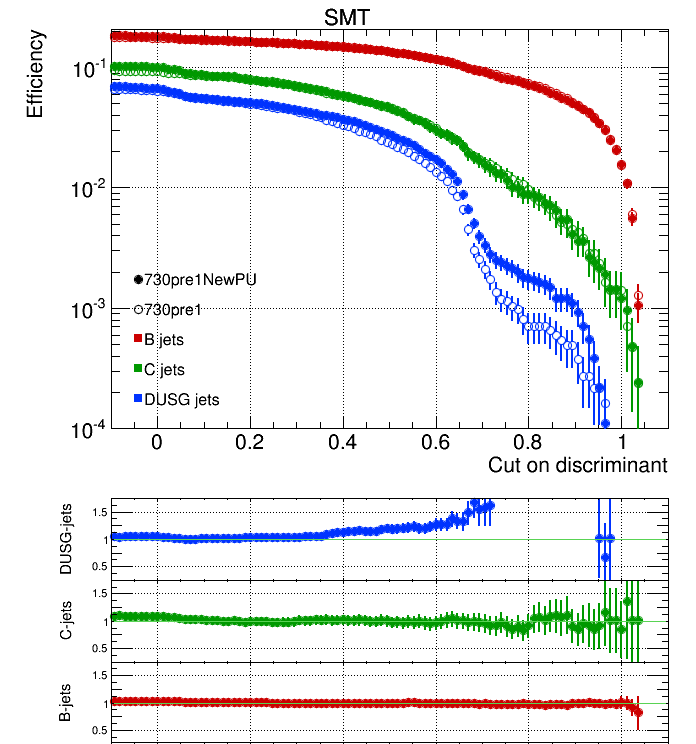 SMT
Efficiency
10-1
10-2
10-3
10-4
730pre1NewPU
730pre1
B jets
C jets
DUSG jets
0 0.2 0.4 0.6 0.8 1
Cut on discriminant
DUSG-jets
1.5
1
0.5
C-jets
1.5
1
0.5
B-jets
1.5
1
0.5